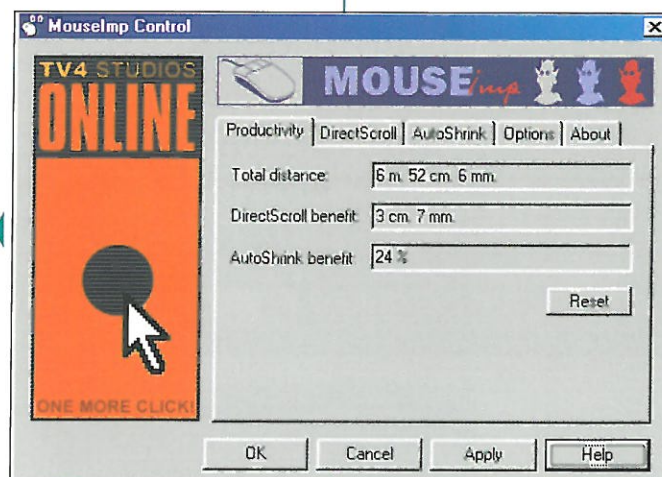 MouseImp Control
TV4 STUDIOS
ONLINE
ONE MORE CLICK!
MOUSE imp
Productivity
DirectScroll
AutoShrink
Options
About
Total distance:
6 m. 52 cm. 6 mm.
DirectScroll benefit:
3 cm. 7 mm.
AutoShrink benefit:
24 %
Reset
OK
Cancel
Apply
Help